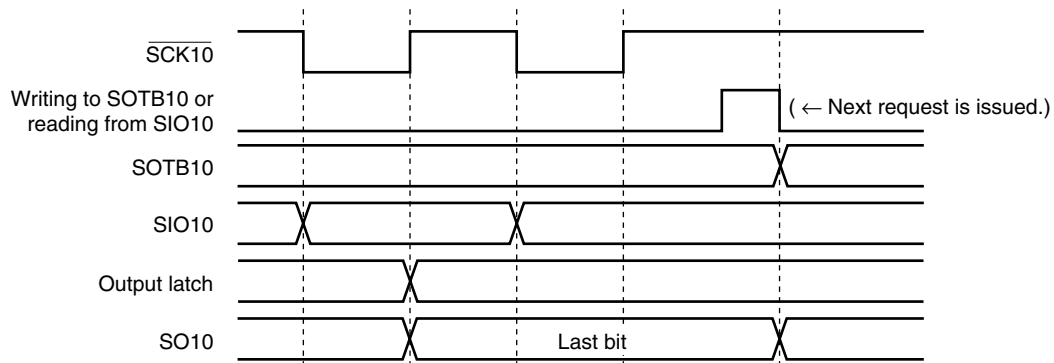 SCK10
Writing to SOTB10 or
reading from SIO10
( ← Next request is issued.)
SOTB10
SIO10
Output latch
SO10
Last bit